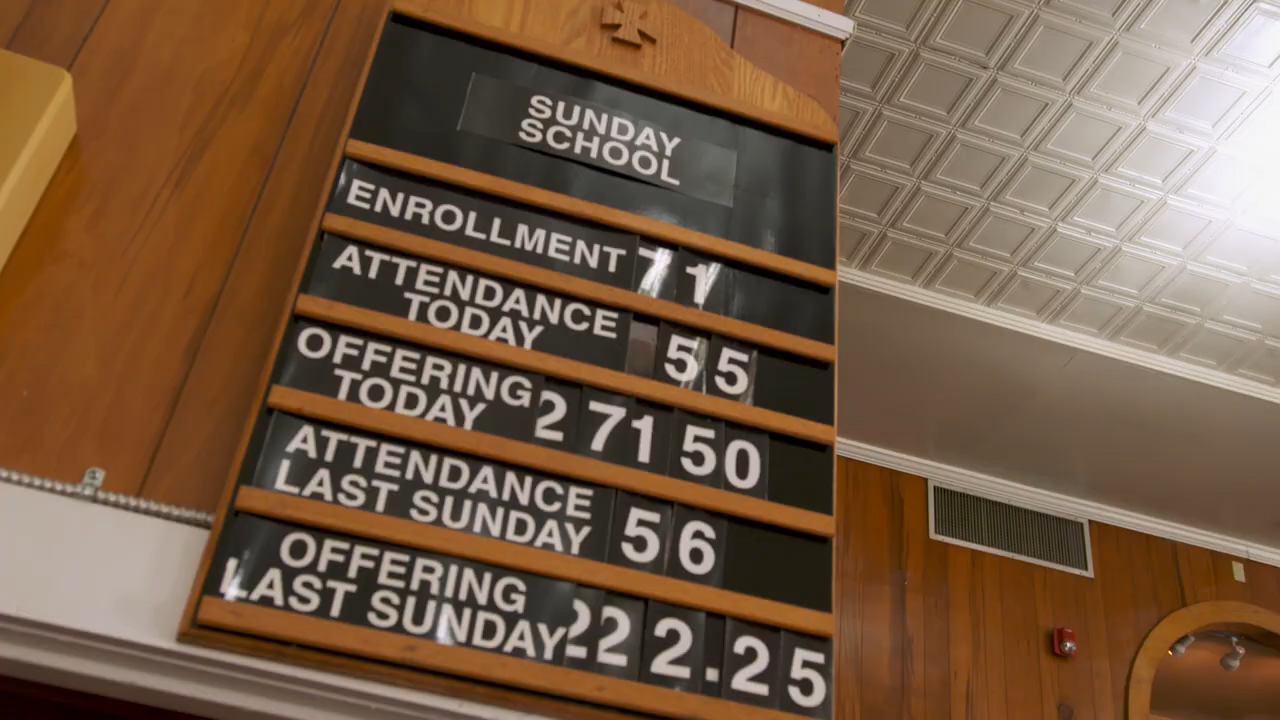 SUNDAY
SCHOOL
ENROLLMENT 71
ATTENDANCE
TODAY 55
OFFERING
TODAY 271 50
ATTENDANCE
LAST SUNDAY 56
OFFERING
LAST SUNDAY 222.25